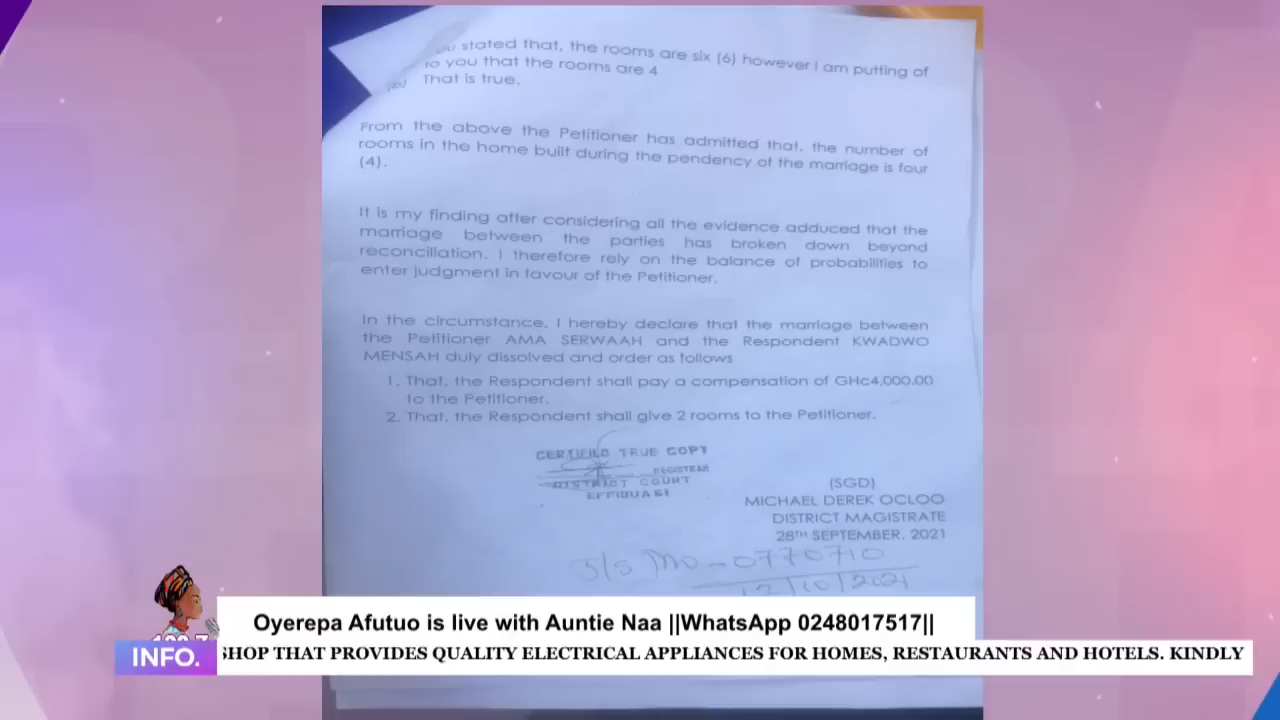 stated that, the rooms are six (6) however I am putting of
to you that the rooms are 4
That is true.
From the above the Petitioner has admitted that, the number of
rooms in the home built during the pendency of the marriage is four
(4).
It is my finding after considering all the evidence adduced that the
marriage between the parties has broken down beyond
reconciliation. I therefore rely on the balance of probabilities to
enter judgment in favour of the Petitioner.
In the circumstance, I hereby declare that the marriage between
the Petitioner AMA SERWAAH and the Respondent KWADWO
MENSAH duly dissolved and order as follows
1. That, the Respondent shall pay a compensation of GHc4,000.00
to the Petitioner.
2. That, the Respondent shall give 2 rooms to the Petitioner.
CERTIFIED TRUE COPY
REGISTRAR
DISTRICT COURT
EFFIDUASI
(SGD)
MICHAEL DEREK OCLOO
DISTRICT MAGISTRATE
28TH SEPTEMBER, 2021
0770710
12/10/2021
Oyerepa Afutuo is live with Auntie Naa ||WhatsApp 0248017517||
INFO.
SHOP THAT PROVIDES QUALITY ELECTRICAL APPLIANCES FOR HOMES, RESTAURANTS AND HOTELS. KINDLY